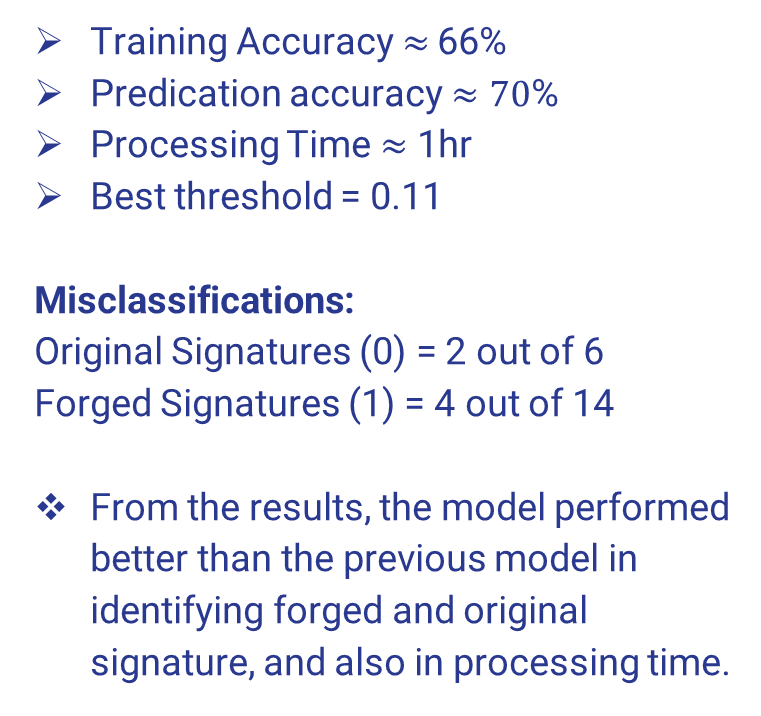 ➢ Training Accuracy ≈ 66%
➢ Predication accuracy ≈ 70%
➢ Processing Time ≈ 1hr
➢ Best threshold = 0.11
Misclassifications:
Original Signatures (0) = 2 out of 6
Forged Signatures (1) = 4 out of 14
❖ From the results, the model performed
better than the previous model in
identifying forged and original
signature, and also in processing time.